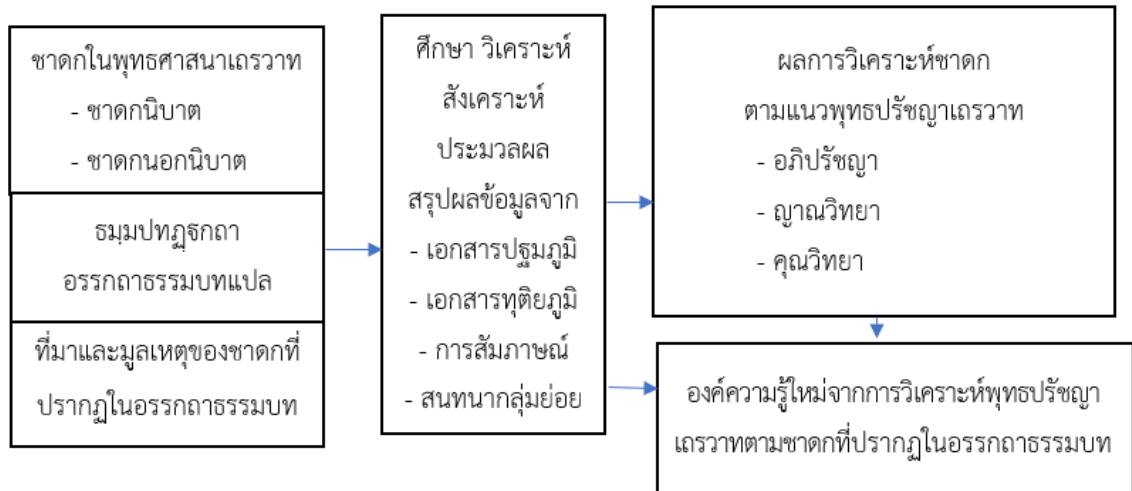 ชาดกในพุทธศาสนาเถรวาท
- ชาดกนิบาต
- ชาดกนอกนิบาต
ธมฺมปทฏฺฐกถา
อรรกถาธรรมบทแปล
ที่มาและมูลเหตุของชาดกที่
ปรากฏในอรรกถาธรรมบท
ศึกษา วิเคราะห์
สังเคราะห์
ประมวลผล
สรุปผลข้อมูลจาก
- เอกสารปฐมภูมิ
- เอกสารทุติยภูมิ
- การสัมภาษณ์
- สนทนากลุ่มย่อย
ผลการวิเคราะห์ชาดก
ตามแนวพุทธปรัชญาเถรวาท
- อภิปรัชญา
- ญาณวิทยา
- คุณวิทยา
องค์ความรู้ใหม่จากการวิเคราะห์พุทธปรัชญา
เถรวาทตามชาดกที่ปรากฏในอรรกถาธรรมบท